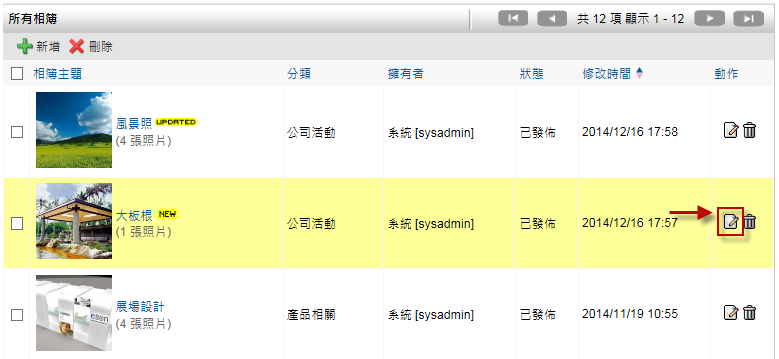 所有相簿 共 12 項 顯示 1 - 12
新增 刪除
相簿主題 分類 擁有者 狀態 修改時間 動作
風景照 UPDATED
(4 張照片) 公司活動 系統 [sysadmin] 已發佈 2014/12/16 17:58
大板根 NEW
(1 張照片) 公司活動 系統 [sysadmin] 已發佈 2014/12/16 17:57
展場設計
(4 張照片) 產品相關 系統 [sysadmin] 已發佈 2014/11/19 10:55